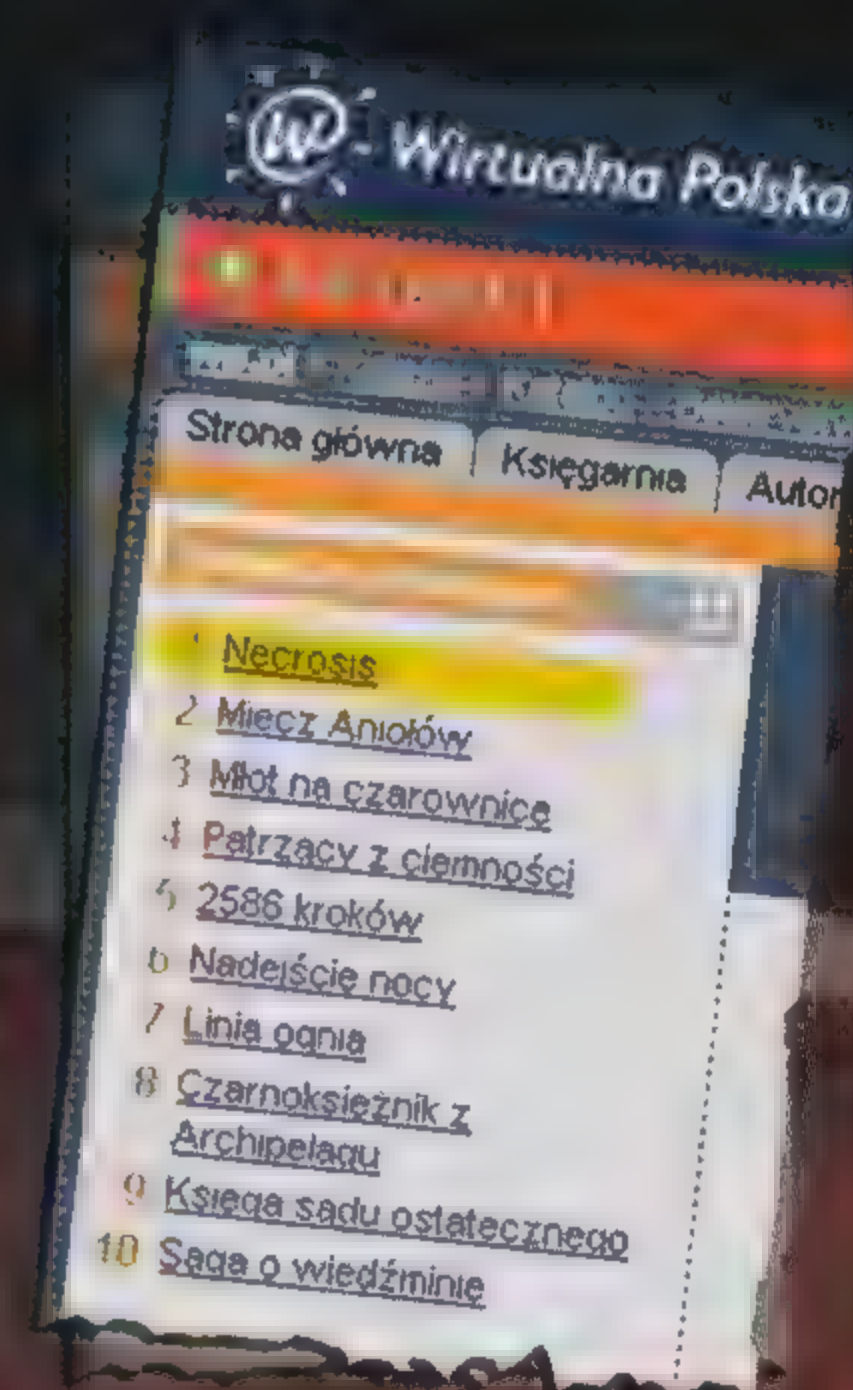 Wirtualna Polska
Strona główna
Księgarnia
Autor
1 Necrosis
2 Miecz Aniołów
3 Młot na czarownice
4 Patrzący z ciemności
5 2586 kroków
6 Nadejście nocy
7 Linia ognia
8 Czarnoksiężnik z
Archipelagu
9 Księga sądu ostatecznego
10 Saga o wiedźminie